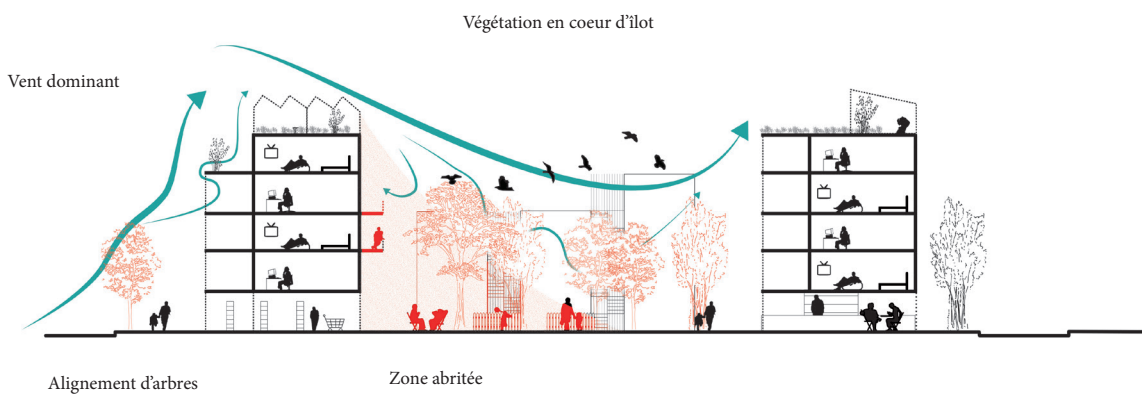 Végétation en coeur d'îlot
Vent dominant
Alignement d'arbres
Zone abritée